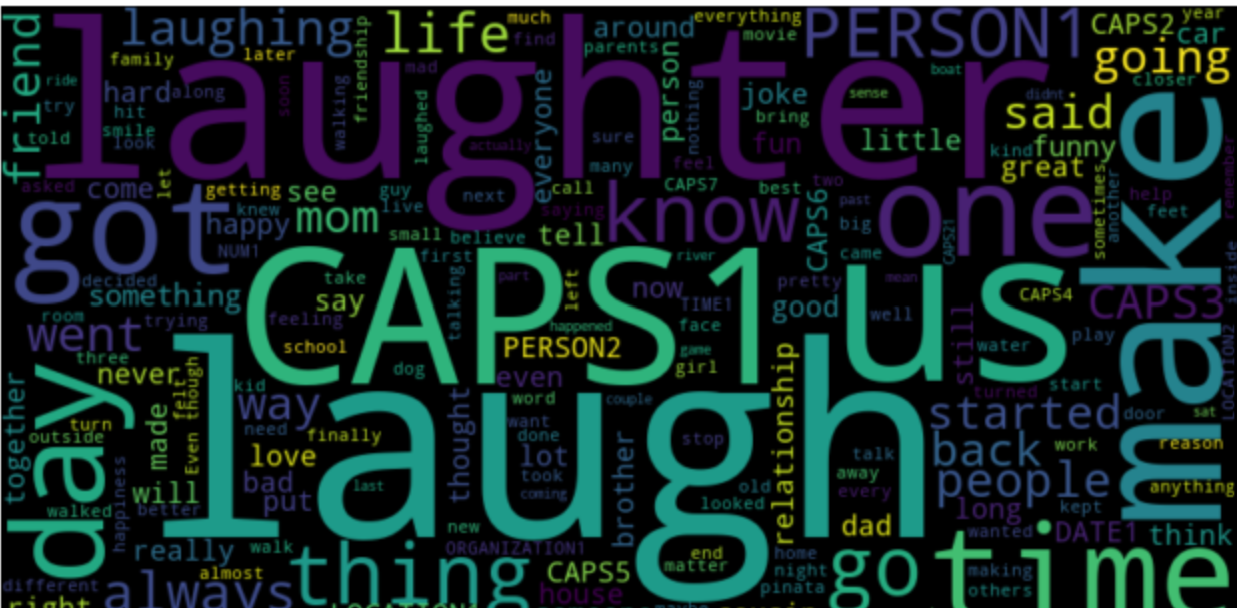 friend
laughing
life
much
find
around
everything
movie
PERSON1
CAPS2
year
car
going
family
later
friendship
parents
person
laughter
ride
try
told
hard
along
hit
smile
look
soon
walking
mad
laughed
actually
everyone
nothing
joke
bring
sure
many
fun
feel
boat
sense
little
didnt
said
kind
funny
great
closer
make
asked
come
let
getting
see
guy
live
next
call
saying
know
CAPS7
best
two
past
CAPS6
big
came
one
CAPS21
sometimes
another
help
feet
remember
got
knew
happy
NUM1
mom
small
believe
first
tell
decided
something
room
went
trying
take
say
feeling
school
CAPS1
talking
part
left
happened
river
now
TIME1
face
game
girl
pretty
good
us
well
mean
CAPS4
CAPS3
inside
still
water
play
LOCATION2
three
never
day
together
turn
outside
walked
made
felt
Even though
kid
way
need
finally
love
dog
PERSON2
even
word
couple
want
done
lot
took
coming
thought
brother
stop
relationship
turned
start
started
door
sat
back
work
reason
people
talk
away
every
anything
laugh
happiness
will
better
bad
put
last
old
looked
long
kept
wanted
DATE1
think
really
walk
new
ORGANIZATION1
end
matter
home
night
pinata
dad
go
time
making
others
different
almost
always
thing
CAPS5
house
right
LOCATION1